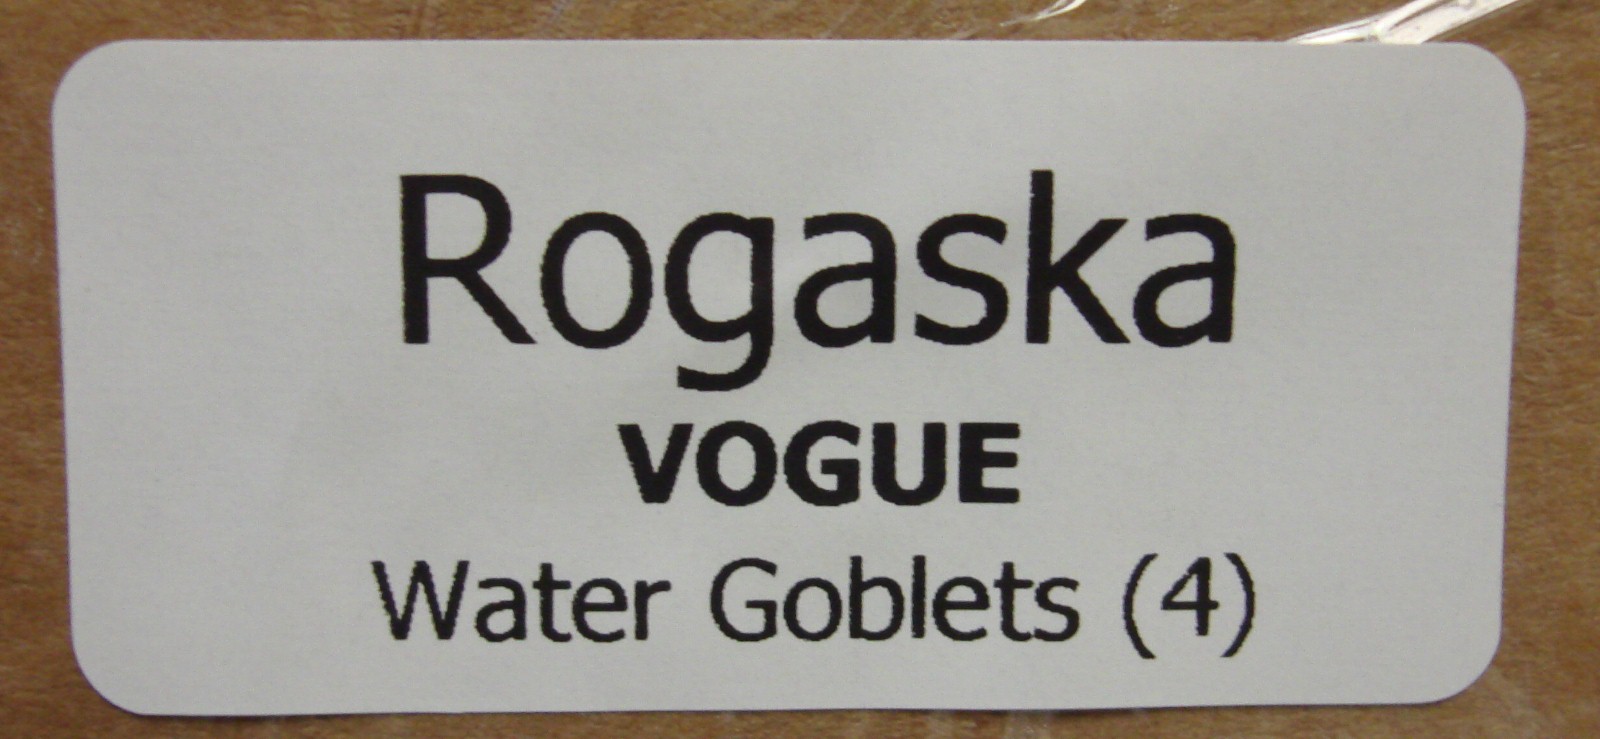 Rogaska
VOGUE
Water Goblets (4)